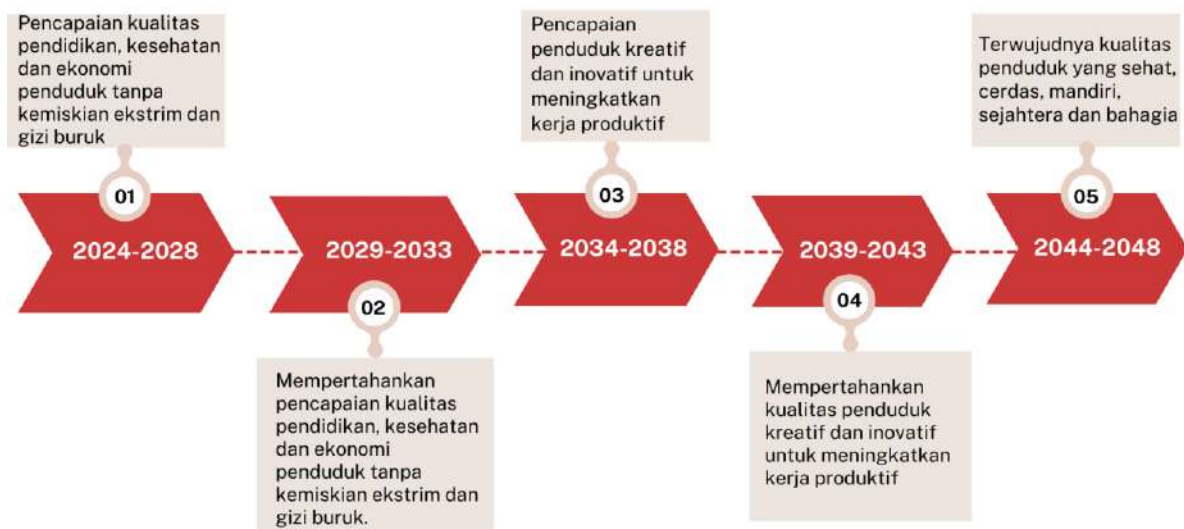 Pencapaian kualitas
pendidikan, kesehatan
dan ekonomi
penduduk tanpa
kemiskian ekstrim dan
gizi buruk
01
2024-2028
2029-2033
02
Mempertahankan
pencapaian kualitas
pendidikan, kesehatan
dan ekonomi
penduduk tanpa
kemiskian ekstrim dan
gizi buruk.
Pencapaian
penduduk kreatif
dan inovatif untuk
meningkatkan
kerja produktif
03
2034-2038
2039-2043
04
Mempertahankan
kualitas penduduk
kreatif dan inovatif
untuk meningkatkan
kerja produktif
Terwujudnya kualitas
penduduk yang sehat,
cerdas, mandiri,
sejahtera dan bahagia
05
2044-2048